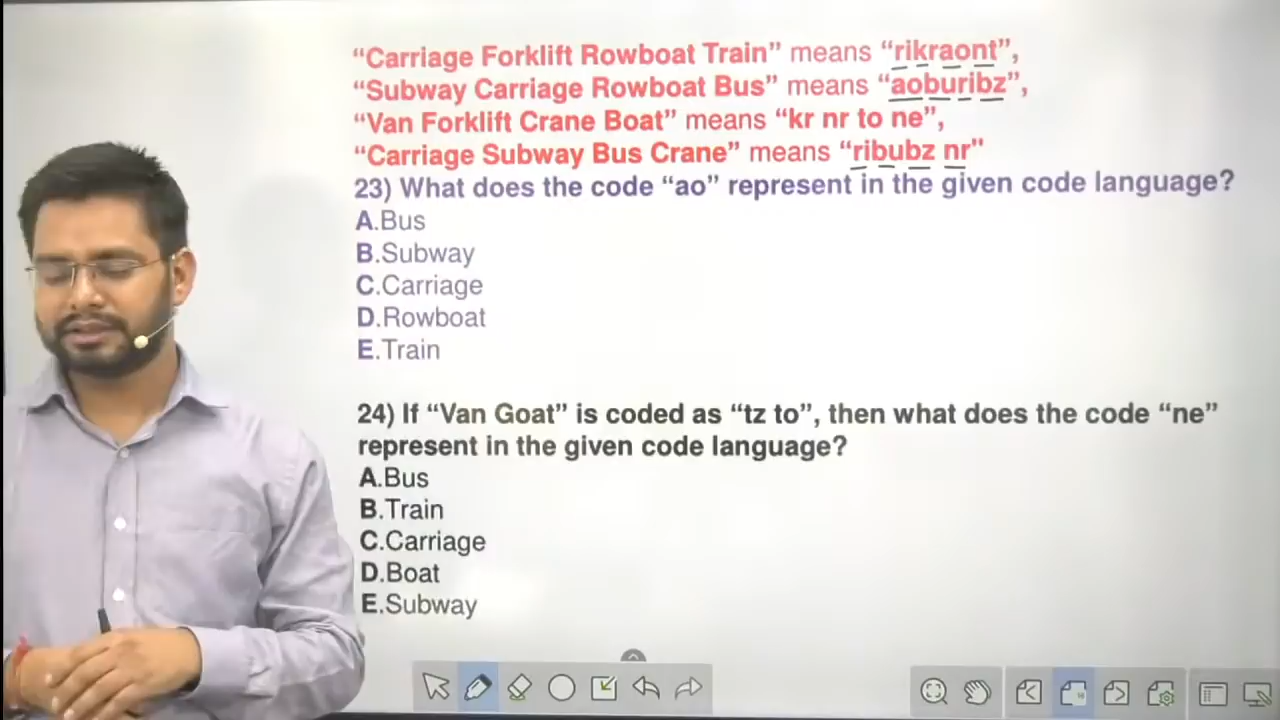 “Carriage Forklift Rowboat Train” means “rikraont”,
“Subway Carriage Rowboat Bus” means “aoburibz”,
“Van Forklift Crane Boat” means “kr nr to ne”,
“Carriage Subway Bus Crane” means “ribubz nr”
23) What does the code “ao” represent in the given code language?
A.Bus
B.Subway
C.Carriage
D.Rowboat
E.Train
24) If “Van Goat” is coded as “tz to”, then what does the code “ne”
represent in the given code language?
A.Bus
B.Train
C.Carriage
D.Boat
E.Subway